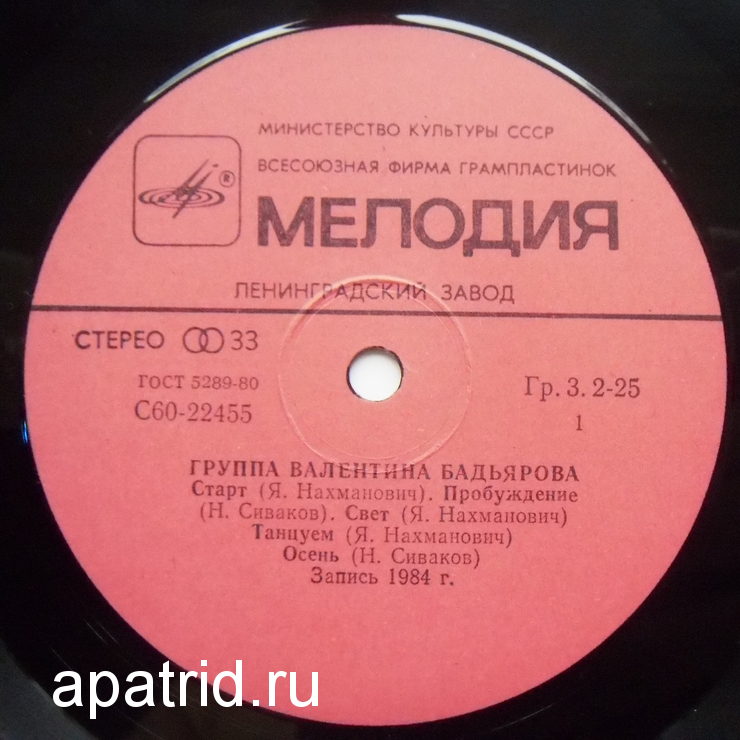 МИНИСТЕРСТВО КУЛЬТУРЫ СССР
ВСЕСОЮЗНАЯ ФИРМА ГРАМПЛАСТИНОК
®
МЕЛОДИЯ
ЛЕНИНГРАДСКИЙ ЗАВОД
СТЕРЕО 33
ГОСТ 5289-80
С60-22455
Гр. 3. 2-25
1
ГРУППА ВАЛЕНТИНА БАДЬЯРОВА
Старт (Я. Нахманович). Пробуждение
(Н. Сиваков). Свет (Я. Нахманович)
Танцуем (Я. Нахманович)
Осень (Н. Сиваков)
Запись 1984 г.
apatrid.ru